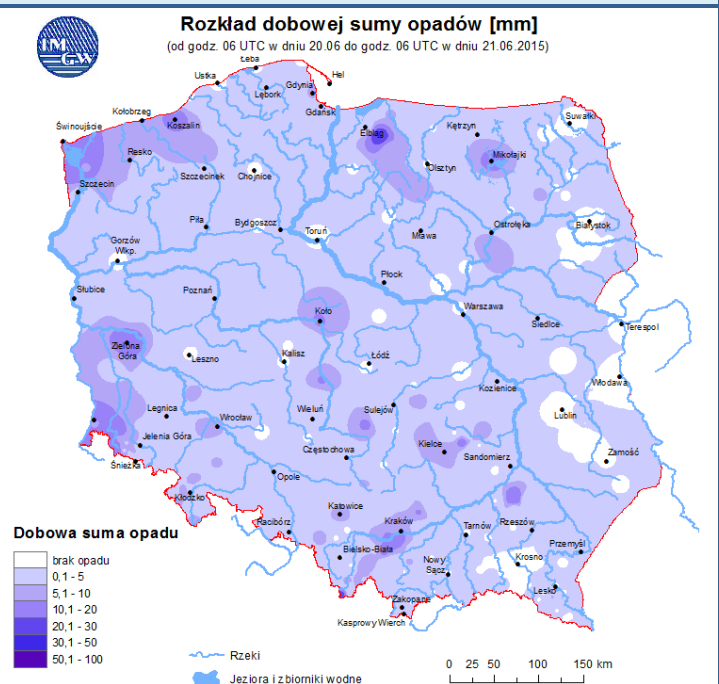 Rozkład dobowej sumy opadów [mm]
(od godz. 06 UTC w dniu 20.06 do godz. 06 UTC w dniu 21.06.2015)
IM
GW
Łeba
Ustka
Hel
Gdynia
Lębork
Gdańsk
Kołobrzeg
Koszalin
Świnoujście
Elbląg
Kętrzyn
Suwałki
Resko
Szczecinek
Chojnice
Olsztyn
Mikołajki
Szczecin
Piła
Bydgoszcz
Toruń
Mława
Ostrołęka
Białystok
Gorzów
Wlkp.
Płock
Słubice
Poznań
Koło
Warszawa
Siedlce
Terespol
Zielona
Góra
Leszno
Kalisz
Łódź
Kozienice
Włodawa
Legnica
Wrocław
Wieluń
Sulejów
Lublin
Jelenia Góra
Śnieżka
Częstochowa
Kielce
Sandomierz
Zamość
Kłodzko
Opole
Katowice
Racibórz
Kraków
Tarnów
Rzeszów
Przemyśl
Bielsko-Biała
Nowy
Sącz
Krosno
Lesko
Zakopane
Kasprowy Wierch
Dobowa suma opadu
brak opadu
0,1 - 5
5,1 - 10
10,1 - 20
20,1 - 30
30,1 - 50
50,1 - 100
Rzeki
Jeziora i zbiorniki wodne
0 25 50 100 150 km